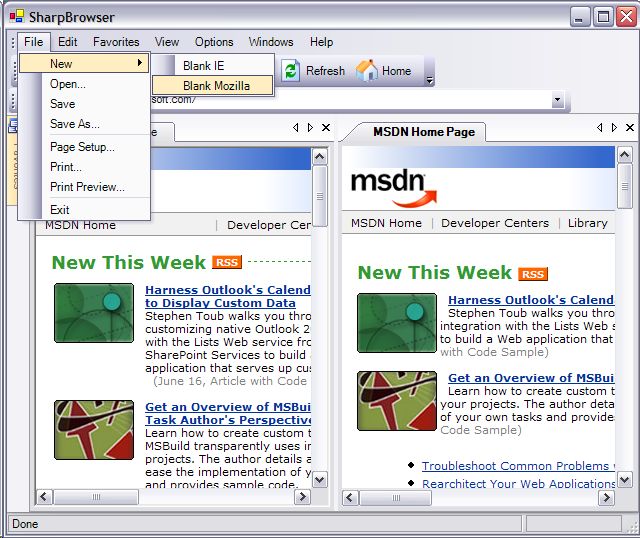 SharpBrowser
File Edit Favorites View Options Windows Help
New
Open...
Save
Save As...
Page Setup...
Print...
Print Preview...
Exit
Blank IE
Blank Mozilla
Refresh Home
soft.com/
MSDN Home
Developer Cen
New This Week RSS
Harness Outlook's Calend
to Display Custom Data
Stephen Toub walks you thro
customizing native Outlook 2
with the Lists Web service fro
SharePoint Services to build
application that serves up cus
(June 16, Article with Code
Get an Overview of MSBuil
Task Author's Perspective
Learn how to create custom t
MSBuild transparently uses in
projects. The author details a
ease the implementation of y
and provides sample code.
MSDN Home Page
msdn
MSDN Home | Developer Centers | Library
New This Week RSS
Harness Outlook's Calend
Stephen Toub walks you thro
integration with the Lists Web s
to build a Web application that
with Code Sample)
Get an Overview of MSBuil
Learn how to create custom t
your projects. The author detai
of your own tasks and provides
Code Sample)
Troubleshoot Common Problems
Rearchitect Your Web Applications
Done